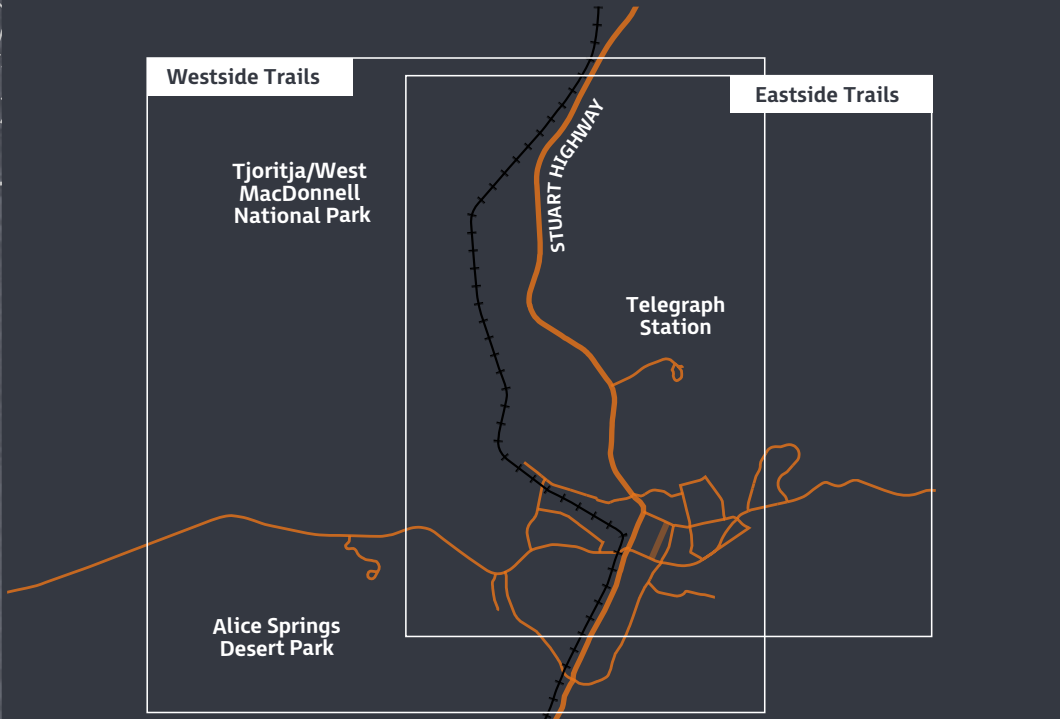 Westside Trails
Eastside Trails
STUART HIGHWAY
Tjoritja/West
MacDonnell
National Park
Telegraph
Station
Alice Springs
Desert Park